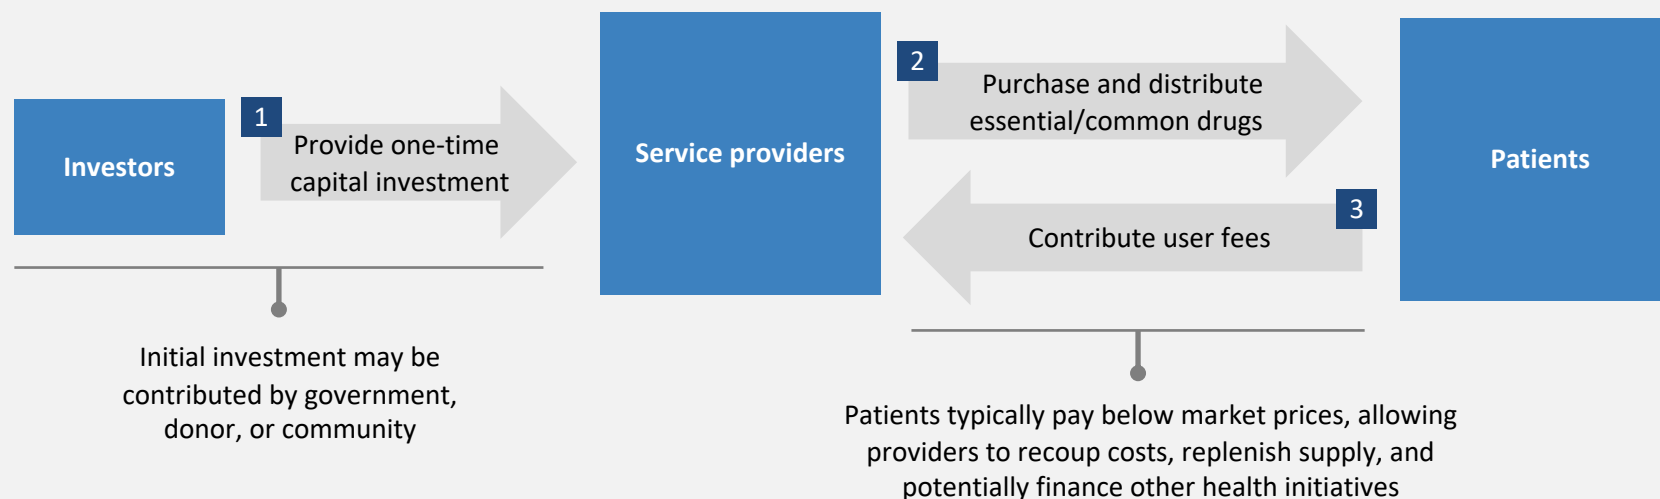 Investors
1
Provide one-time
capital investment
Service providers
2
Purchase and distribute
essential/common drugs
3
Contribute user fees
Patients
Initial investment may be
contributed by government,
donor, or community
Patients typically pay below market prices, allowing
providers to recoup costs, replenish supply, and
potentially finance other health initiatives